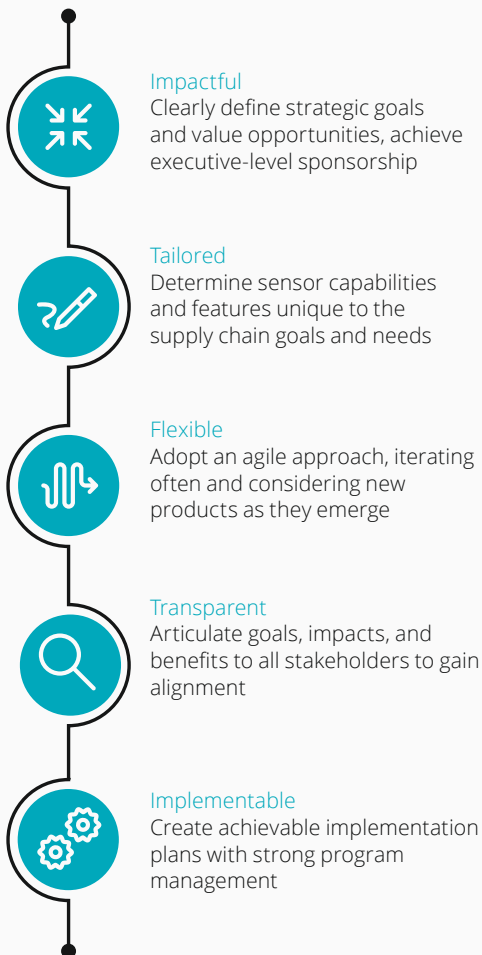 Impactful
Clearly define strategic goals
and value opportunities, achieve
executive-level sponsorship
Tailored
Determine sensor capabilities
and features unique to the
supply chain goals and needs
Flexible
Adopt an agile approach, iterating
often and considering new
products as they emerge
Transparent
Articulate goals, impacts, and
benefits to all stakeholders to gain
alignment
Implementable
Create achievable implementation
plans with strong program
management